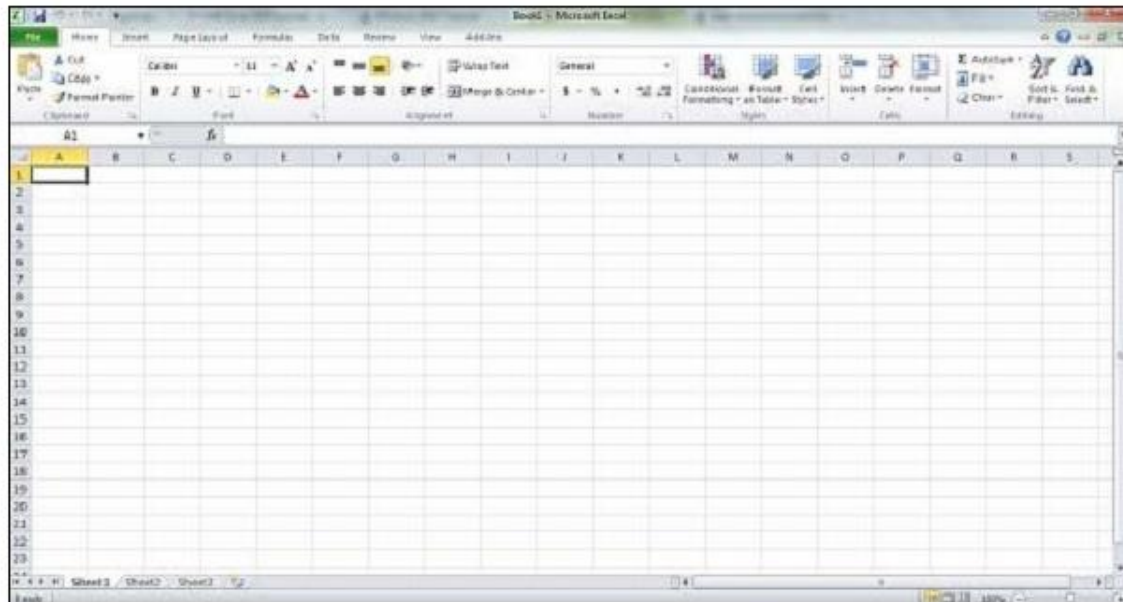 Book1 - Microsoft Excel
File Home Insert Page Layout Formulas Data Review View Add-Ins
Cut
Copy
Format Painter
Paste
Clipboard
Calibri 11
B I U
Font
Wrap Text
Merge & Center
Alignment
General
$ % ,
Number
Conditional Formatting
Format as Table
Cell Styles
Styles
Insert Delete Format
Cells
Σ AutoSum
Fill
Clear
Sort & Filter
Find & Select
Editing
A1 fx
A B C D E F G H I J K L M N O P Q R S
1
2
3
4
5
6
7
8
9
10
11
12
13
14
15
16
17
18
19
20
21
22
23
Sheet1 Sheet2 Sheet3
Ready 100%